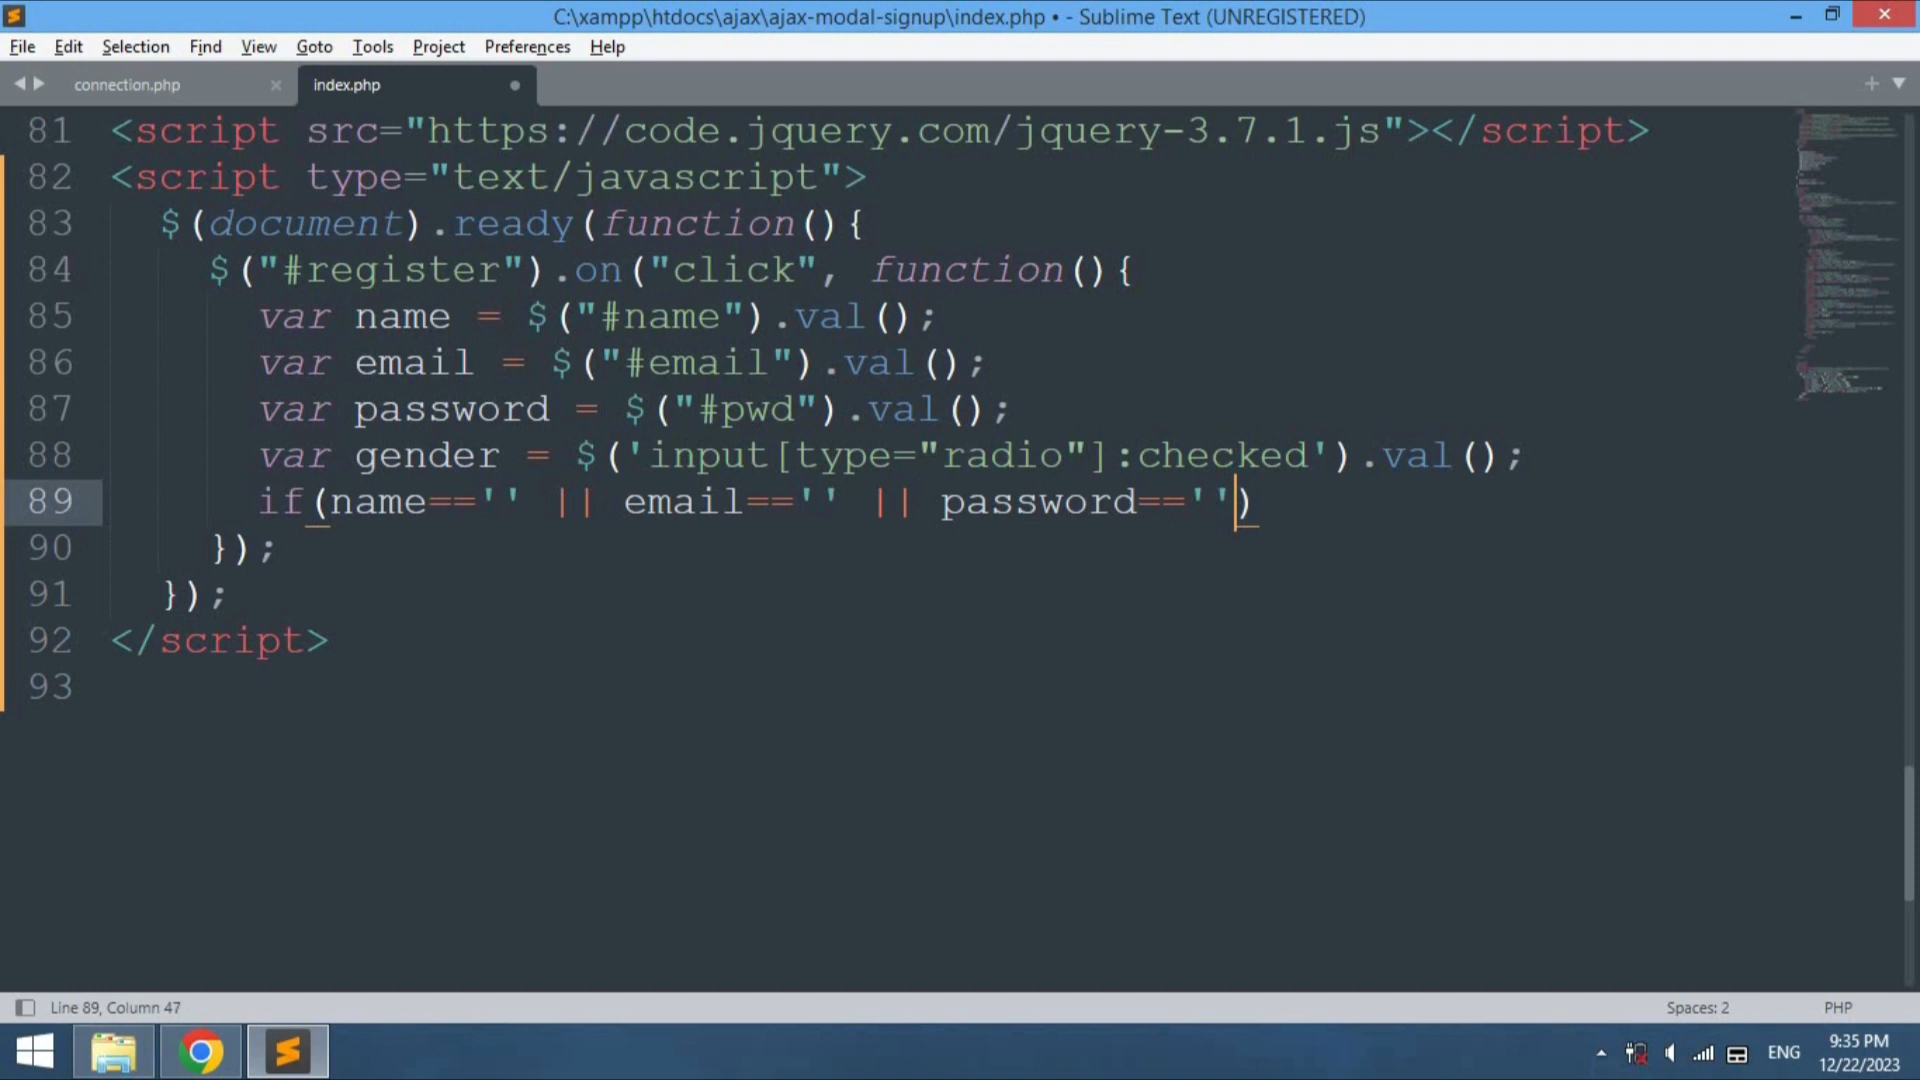 C:\xampp\htdocs\ajax\ajax-modal-signup\index.php • - Sublime Text (UNREGISTERED)
File Edit Selection Find View Goto Tools Project Preferences Help
connection.php index.php
81 <script src="https://code.jquery.com/jquery-3.7.1.js"></script>
82 <script type="text/javascript">
83 $(document).ready(function(){
84 $("#register").on("click", function(){
85 var name = $("#name").val();
86 var email = $("#email").val();
87 var password = $("#pwd").val();
88 var gender = $('input[type="radio"]:checked').val();
89 if(name=='' || email=='' || password=='')
90 });
91 });
92 </script>
93
Line 89, Column 47 Spaces: 2 PHP
ENG 9:35 PM
12/22/2023